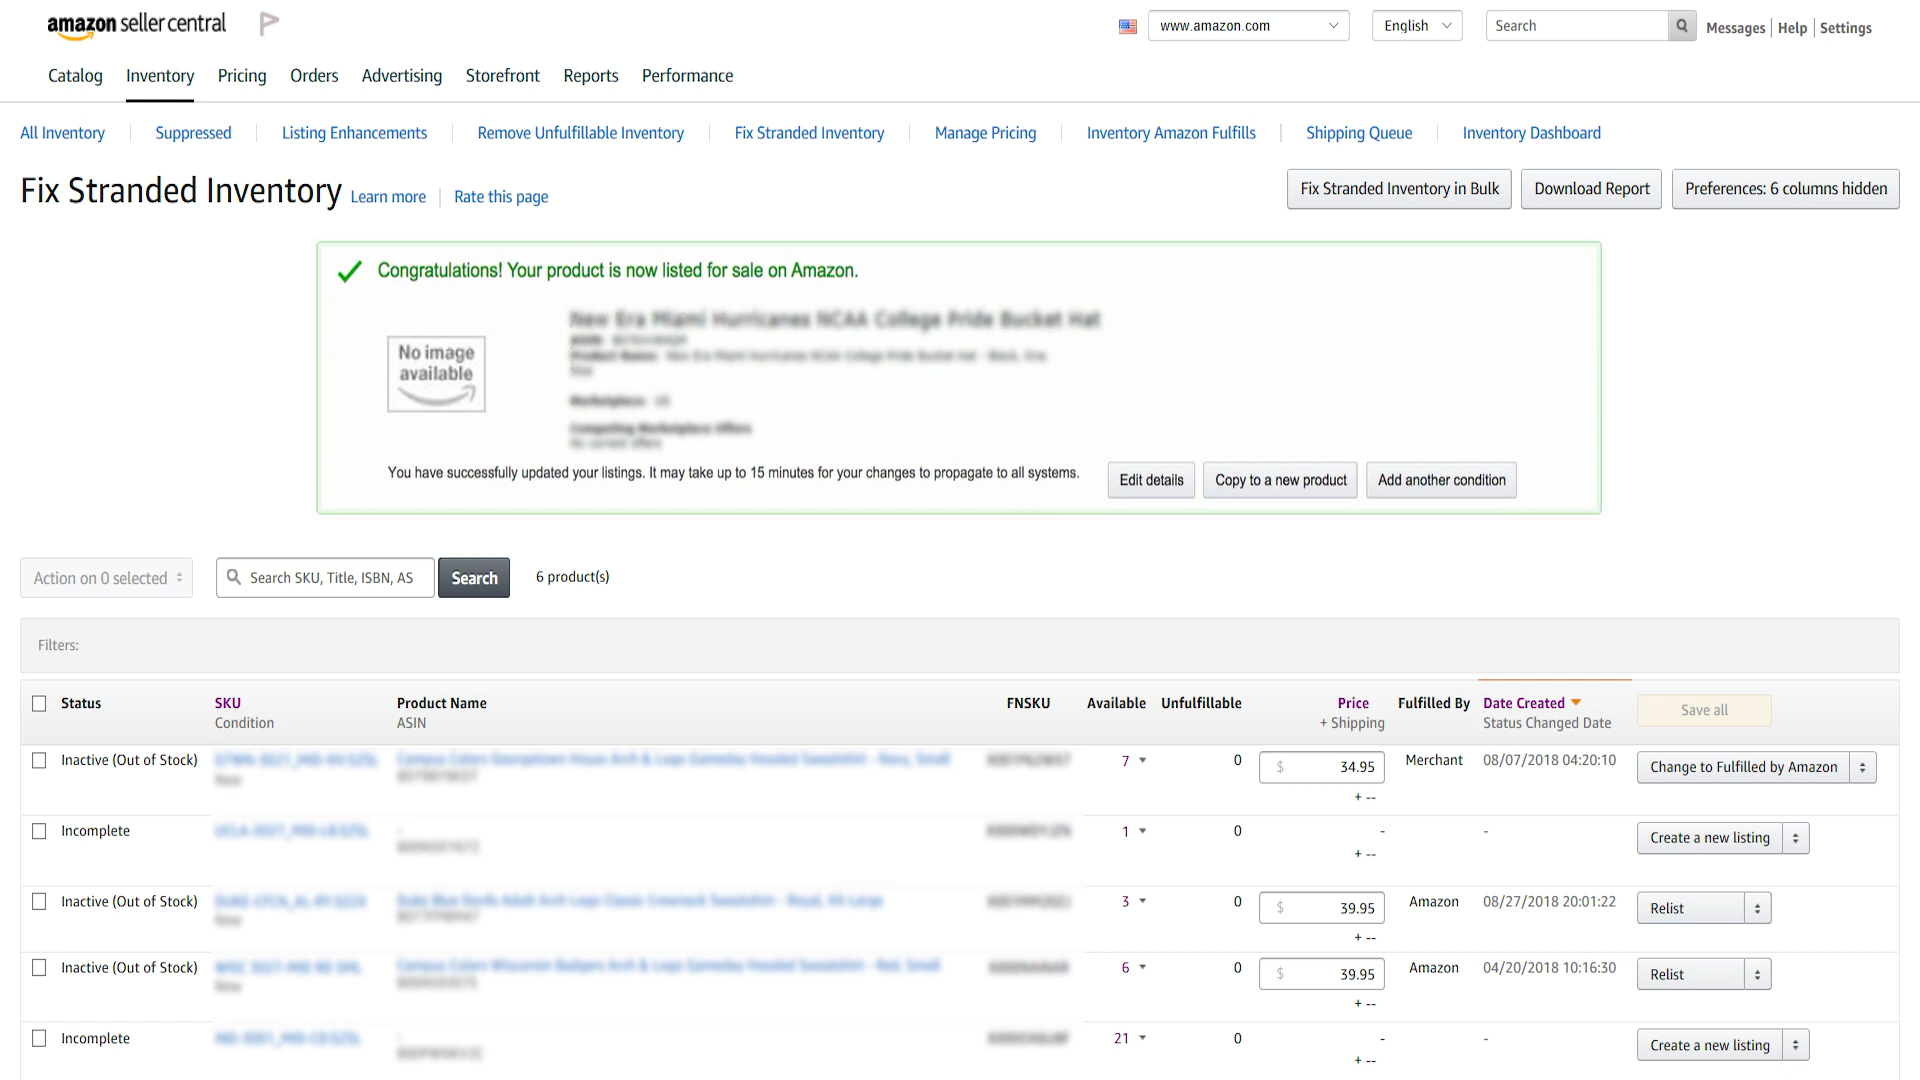 amazon seller central
www.amazon.com
English
Search
Messages | Help | Settings
Catalog Inventory Pricing Orders Advertising Storefront Reports Performance
All Inventory Suppressed Listing Enhancements Remove Unfulfillable Inventory Fix Stranded Inventory Manage Pricing Inventory Amazon Fulfills Shipping Queue Inventory Dashboard
Fix Stranded Inventory Learn more | Rate this page
Fix Stranded Inventory in Bulk Download Report Preferences: 6 columns hidden
Congratulations! Your product is now listed for sale on Amazon.
New Era Miami Hurricanes NCAA College Pride Bucket Hat
No image
available
You have successfully updated your listings. It may take up to 15 minutes for your changes to propagate to all systems.
Edit details Copy to a new product Add another condition
Action on 0 selected
Search SKU, Title, ISBN, AS
Search
6 product(s)
Filters:
Status SKU Product Name FNSKU Available Unfulfillable Price Fulfilled By Date Created Save all
Condition ASIN + Shipping Status Changed Date
Inactive (Out of Stock) 7 0 $ 34.95 Merchant 08/07/2018 04:20:10 Change to Fulfilled by Amazon
+ --
Incomplete - 1 0 - - Create a new listing
+ --
Inactive (Out of Stock) 3 0 $ 39.95 Amazon 08/27/2018 20:01:22 Relist
+ --
Inactive (Out of Stock) 6 0 $ 39.95 Amazon 04/20/2018 10:16:30 Relist
+ --
Incomplete - 21 0 - - Create a new listing
+ --